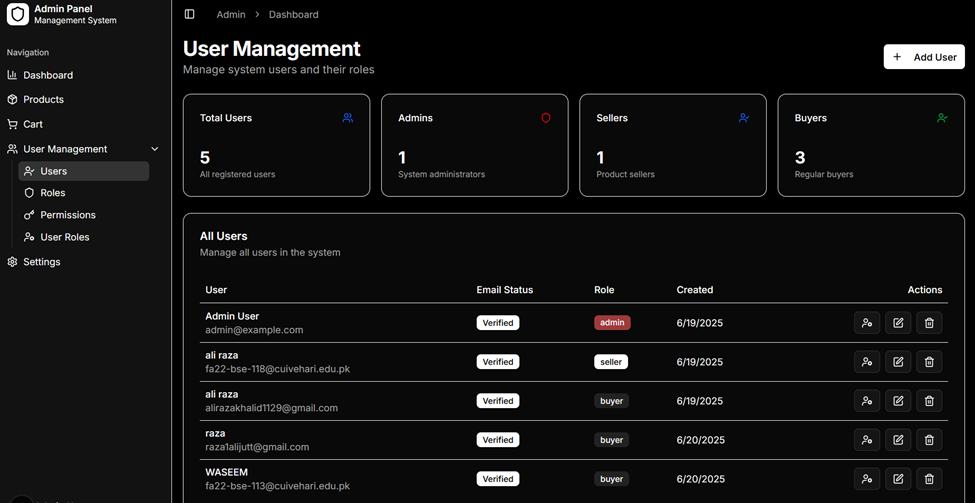 Admin Panel
Management System
Navigation
Dashboard
Products
Cart
User Management
Users
Roles
Permissions
User Roles
Settings
Admin > Dashboard
User Management
Manage system users and their roles
+ Add User
Total Users
5
All registered users
Admins
1
System administrators
Sellers
1
Product sellers
Buyers
3
Regular buyers
All Users
Manage all users in the system
User Email Status Role Created Actions
Admin User
admin@example.com
Verified admin 6/19/2025
ali raza
fa22-bse-118@cuivehari.edu.pk
Verified seller 6/19/2025
ali raza
alirazakhalid1129@gmail.com
Verified buyer 6/19/2025
raza
raza1alijutt@gmail.com
Verified buyer 6/20/2025
WASEEM
fa22-bse-113@cuivehari.edu.pk
Verified buyer 6/20/2025